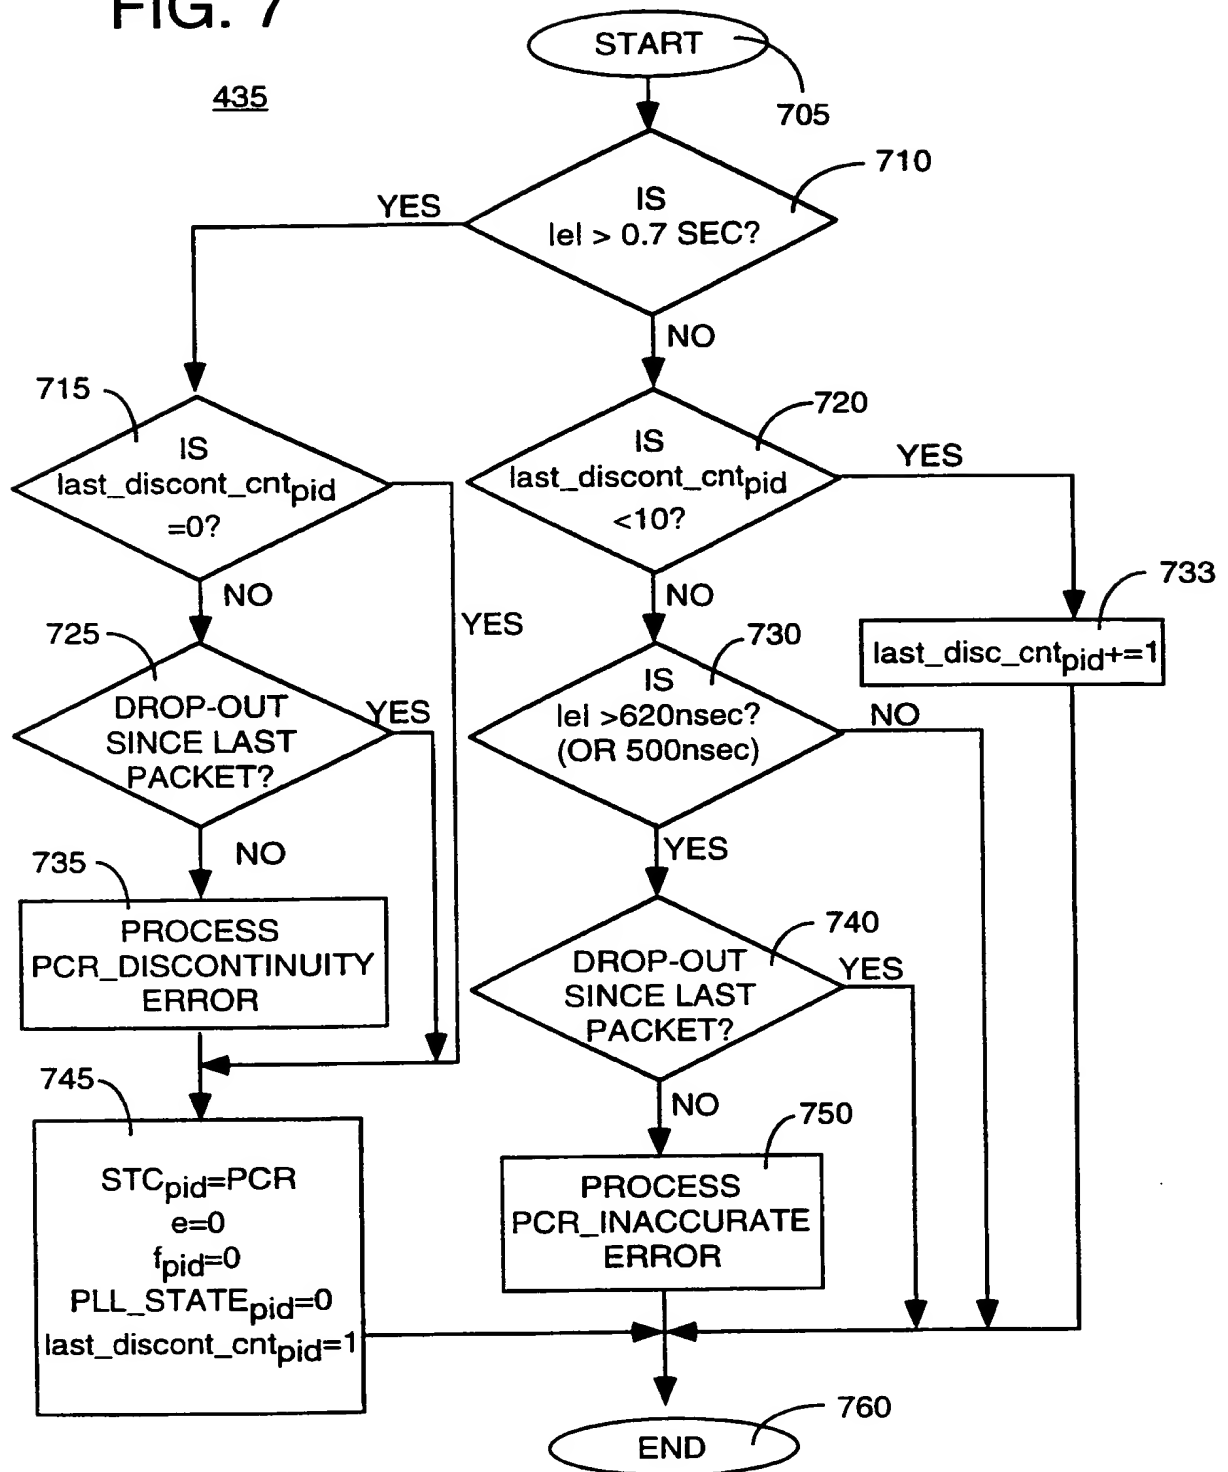 FIG. 7
435
START
705
710
IS
|e| > 0.7 SEC?
YES
NO
715
IS
last_discont_cntpid
=0?
720
IS
last_discont_cntpid
<10?
YES
NO
YES
NO
733
last_disc_cntpid+=1
725
DROP-OUT
SINCE LAST
PACKET?
YES
730
IS
|e| >620nsec?
(OR 500nsec)
NO
NO
YES
735
PROCESS
PCR_DISCONTINUITY
ERROR
740
DROP-OUT
SINCE LAST
PACKET?
YES
NO
745
STCpid=PCR
e=0
fpid=0
PLL_STATEpid=0
last_discont_cntpid=1
750
PROCESS
PCR_INACCURATE
ERROR
760
END